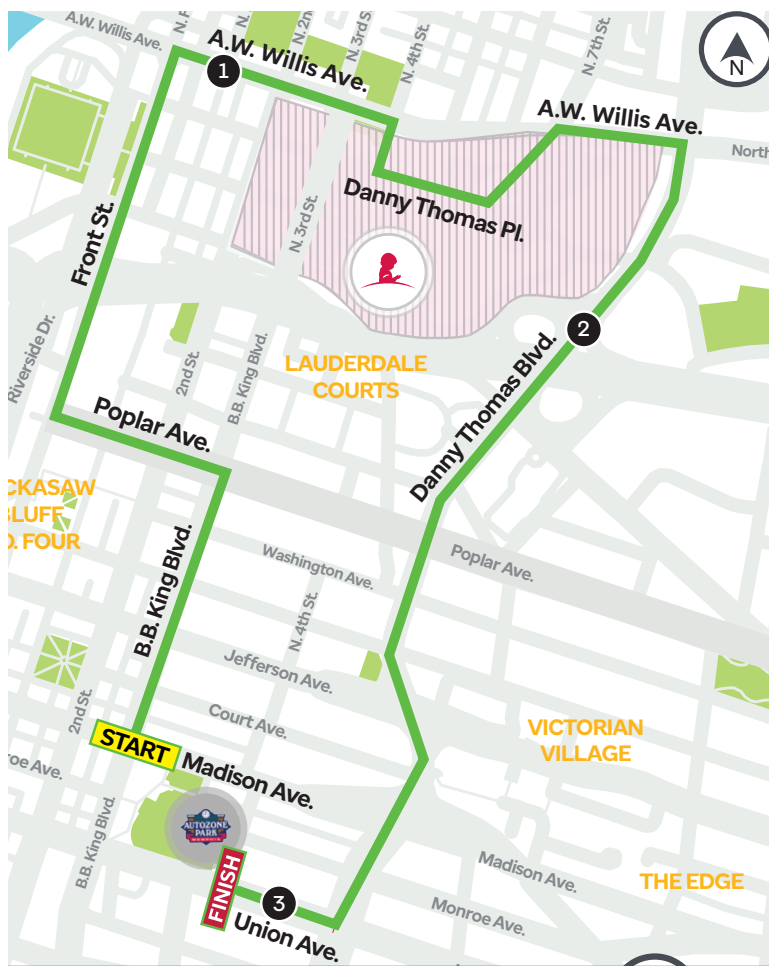 A.W. Willis Ave.
N. 2nd
N. 3rd St.
N. 4th St.
N. 7th St.
N
A.W. Willis Ave.
1
A.W. Willis Ave.
North
Danny Thomas Pl.
N. 3rd St.
Front St.
Riverside Dr.
2
2nd St.
B.B. King Blvd.
LAUDERDALE
COURTS
Danny Thomas Blvd.
Poplar Ave.
CKASAW
BLUFF
O. FOUR
B.B. King Blvd.
Washington Ave.
Poplar Ave.
N. 4th St.
Jefferson Ave.
2nd St.
Court Ave.
VICTORIAN
VILLAGE
START
Madison Ave.
roe Ave.
AUTOZONE
PARK
MEMPHIS
B.B. King Blvd.
FINISH
3
Union Ave.
Madison Ave.
THE EDGE
Monroe Ave.